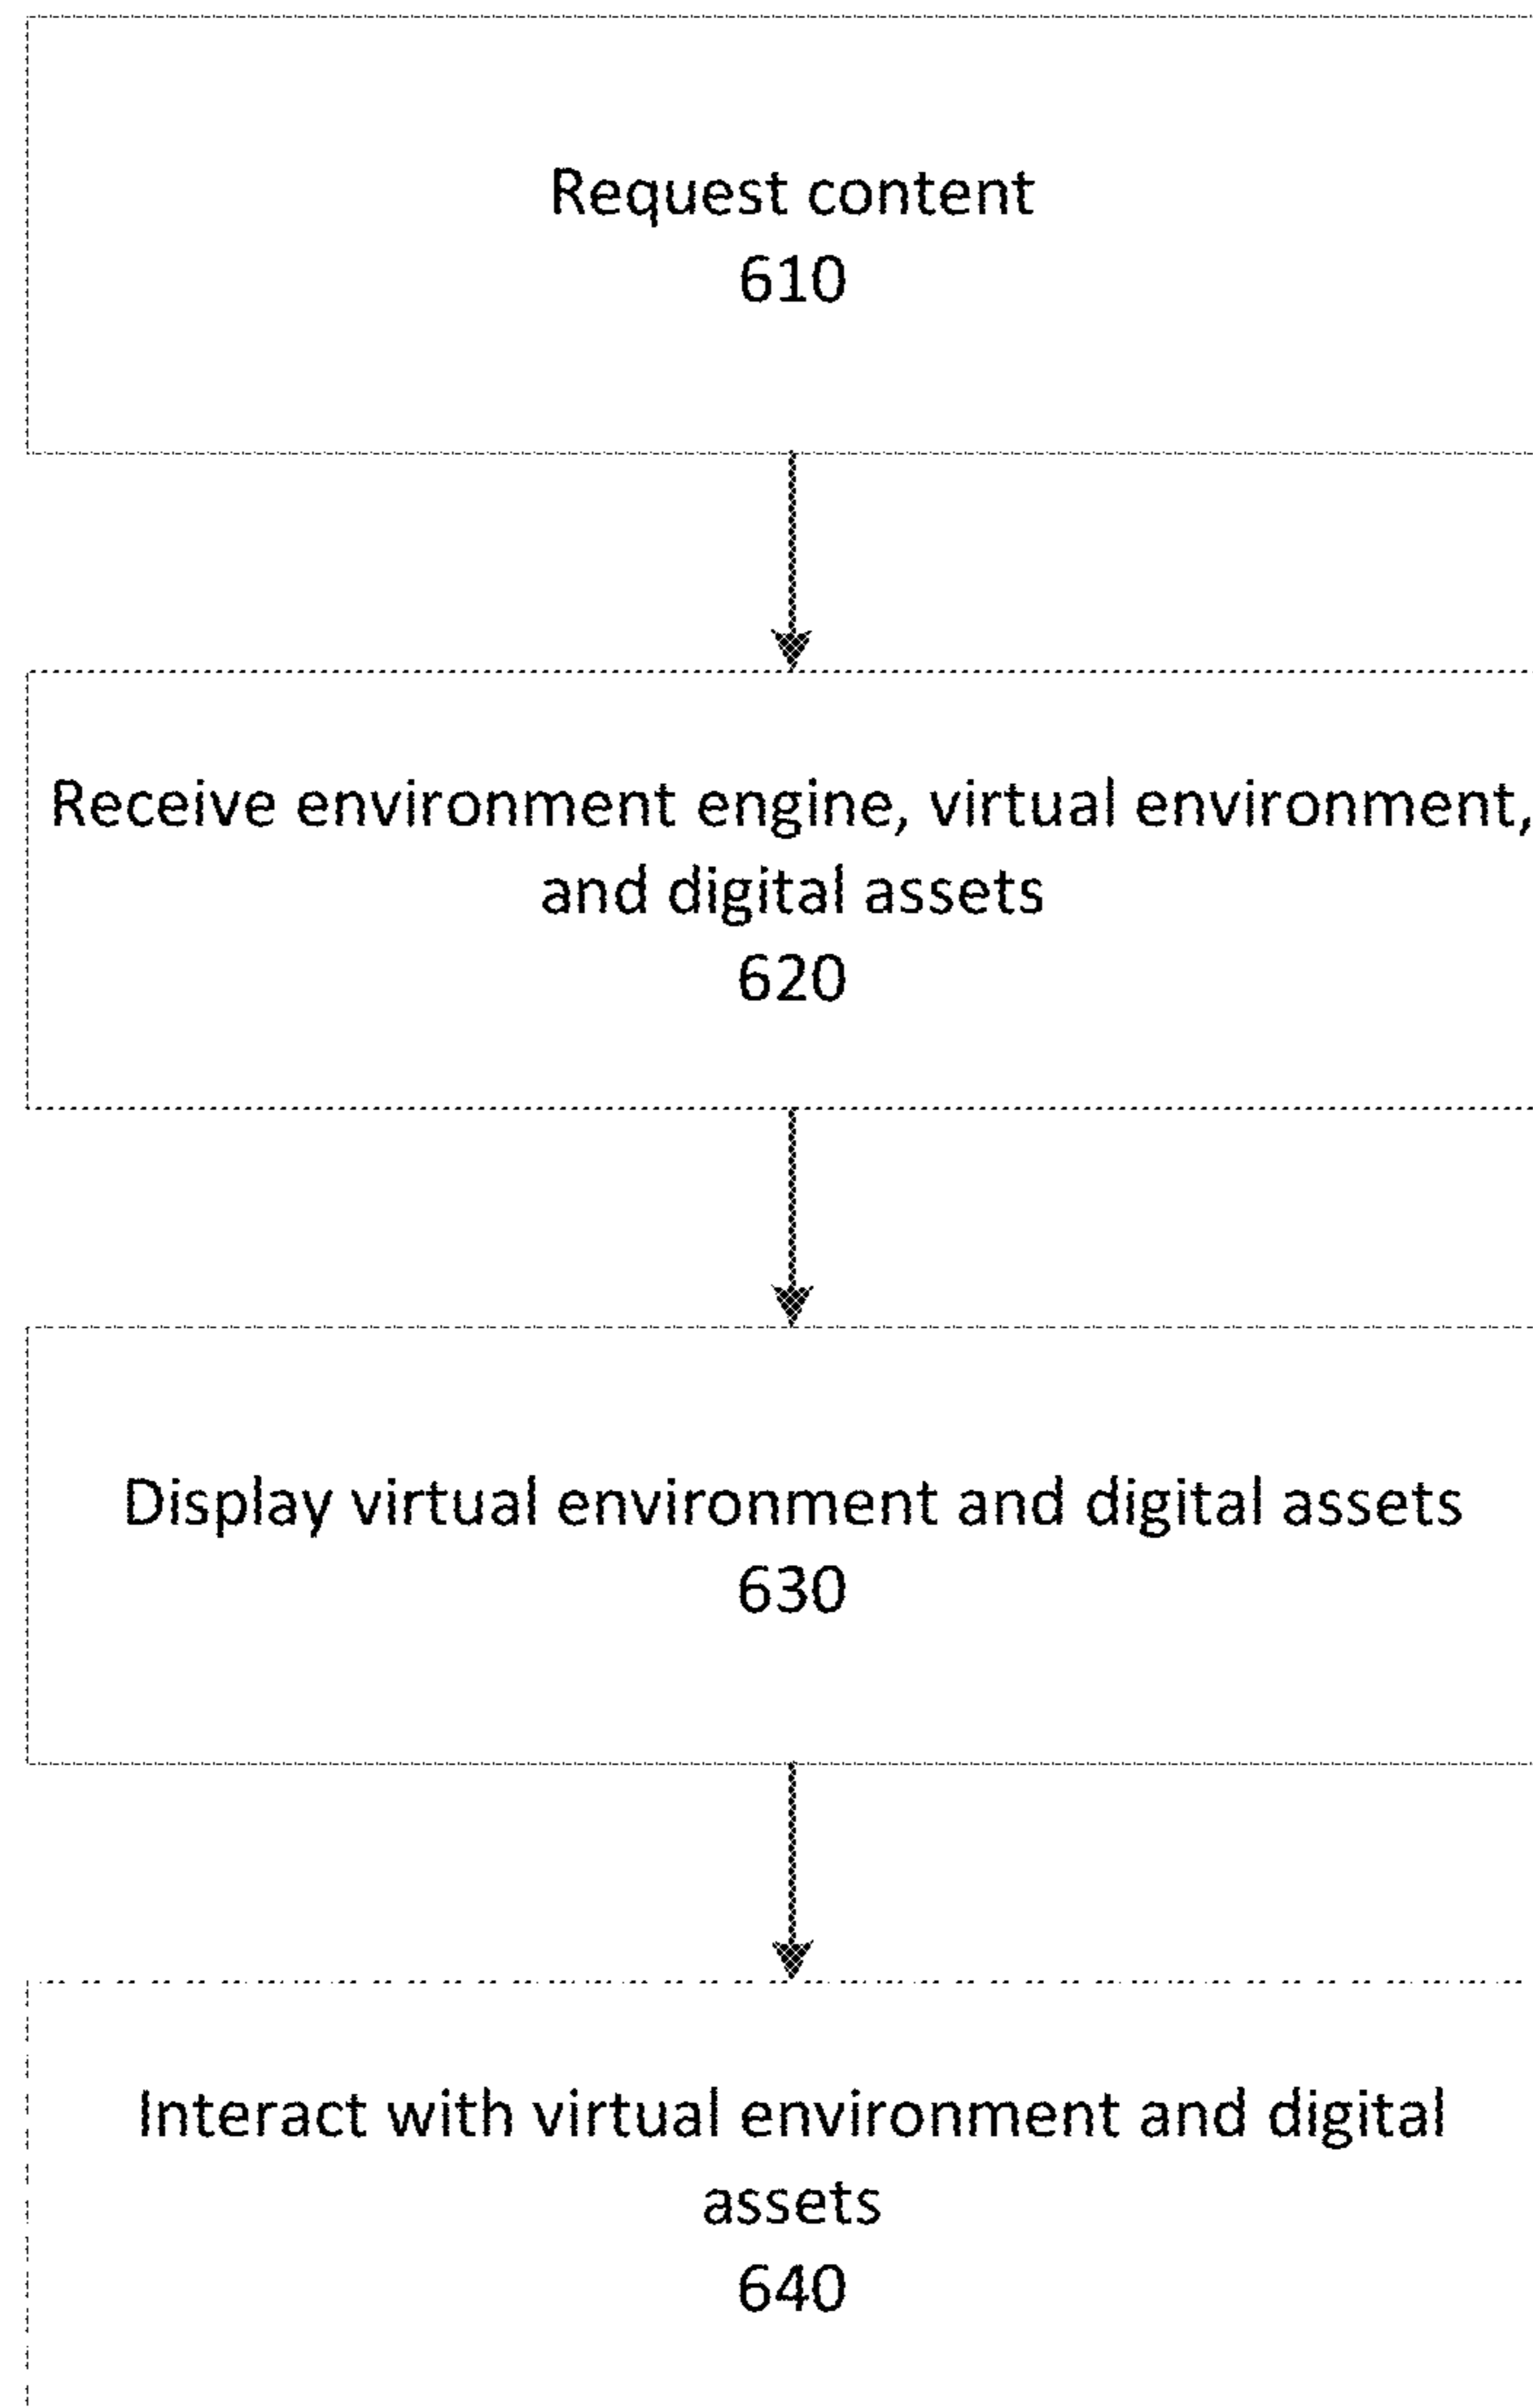 Request content
610
Receive environment engine, virtual environment,
and digital assets
620
Display virtual environment and digital assets
630
Interact with virtual environment and digital
assets
640